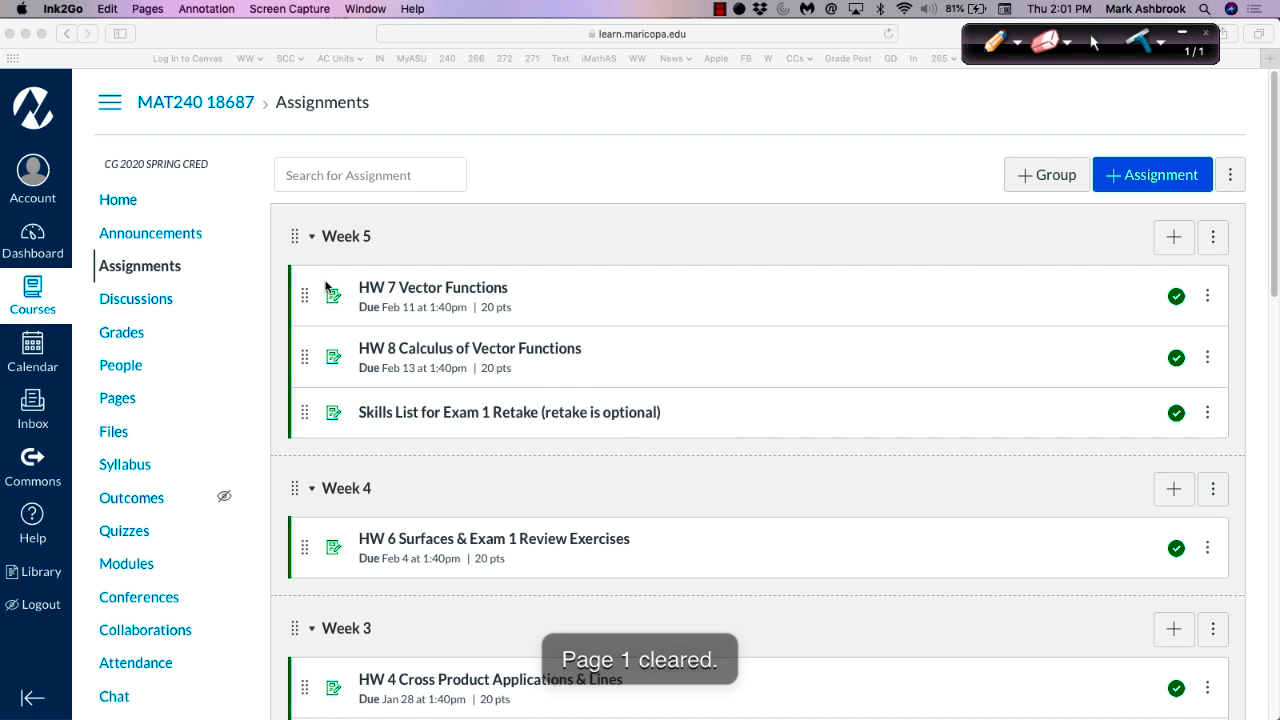 Ink2Go Pages Annotation Screen Capture Window Help 81% Thu 2:01 PM Mark Ashbrook
learn.maricopa.edu
1 / 1
Log In to Canvas WW SCC AC Units IN MyASU 240 266 272 271 Text iMathAS WW News Apple FB W CCs Grade Post GD In 265
MAT240 18687 › Assignments
CG 2020 SPRING CRED
Search for Assignment
+ Group
+ Assignment
Account
Dashboard
Courses
Calendar
Inbox
Commons
Help
Library
Logout
Home
Announcements
Assignments
Discussions
Grades
People
Pages
Files
Syllabus
Outcomes
Quizzes
Modules
Conferences
Collaborations
Attendance
Chat
Week 5
HW 7 Vector Functions
Due Feb 11 at 1:40pm | 20 pts
HW 8 Calculus of Vector Functions
Due Feb 13 at 1:40pm | 20 pts
Skills List for Exam 1 Retake (retake is optional)
Week 4
HW 6 Surfaces & Exam 1 Review Exercises
Due Feb 4 at 1:40pm | 20 pts
Week 3
HW 4 Cross Product Applications & Lines
Due Jan 28 at 1:40pm | 20 pts
Page 1 cleared.